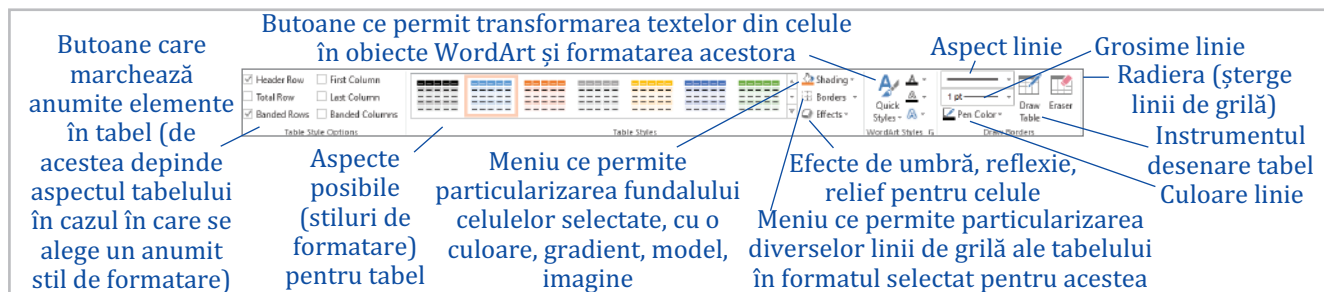 Butoane ce permit transformarea textelor din celule
în obiecte WordArt și formatarea acestora
Butoane care
marchează
anumite elemente
în tabel (de
acestea depinde
aspectul tabelului
în cazul în care se
alege un anumit
stil de formatare)
Aspect linie
Grosime linie
Radiera (șterge
linii de grilă)
Header Row
First Column
Total Row
Last Column
Banded Rows
Banded Columns
Table Style Options
Table Styles
Shading
Borders
Effects
Quick
Styles
WordArt Styles
1 pt
Pen Color
Draw
Table
Eraser
Draw Borders
Aspecte
posibile
(stiluri de
formatare)
pentru tabel
Meniu ce permite
particularizarea fundalului
celulelor selectate, cu o
culoare, gradient, model,
imagine
Efecte de umbră, reflexie,
relief pentru celule
Meniu ce permite particularizarea
diverselor linii de grilă ale tabelului
în formatul selectat pentru acestea
Instrumentul
desenare tabel
Culoare linie